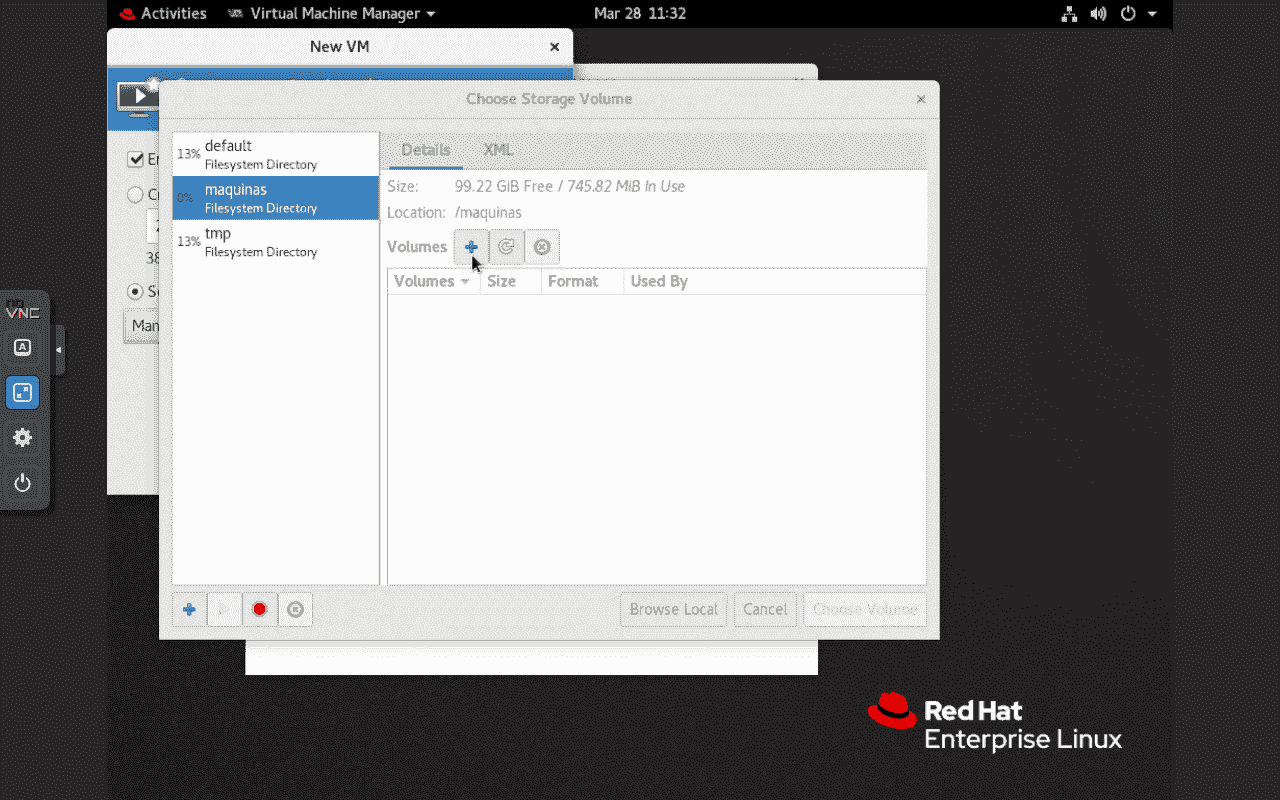 Activities Virtual Machine Manager Mar 28 11:32
New VM
Choose Storage Volume
13% default
Filesystem Directory
0% maquinas
Filesystem Directory
13% tmp
Filesystem Directory
Details XML
Size: 99.22 GiB Free / 745.82 MiB In Use
Location: /maquinas
Volumes
Volumes Size Format Used By
Browse Local Cancel Choose Volume
noVNC
A
Red Hat
Enterprise Linux